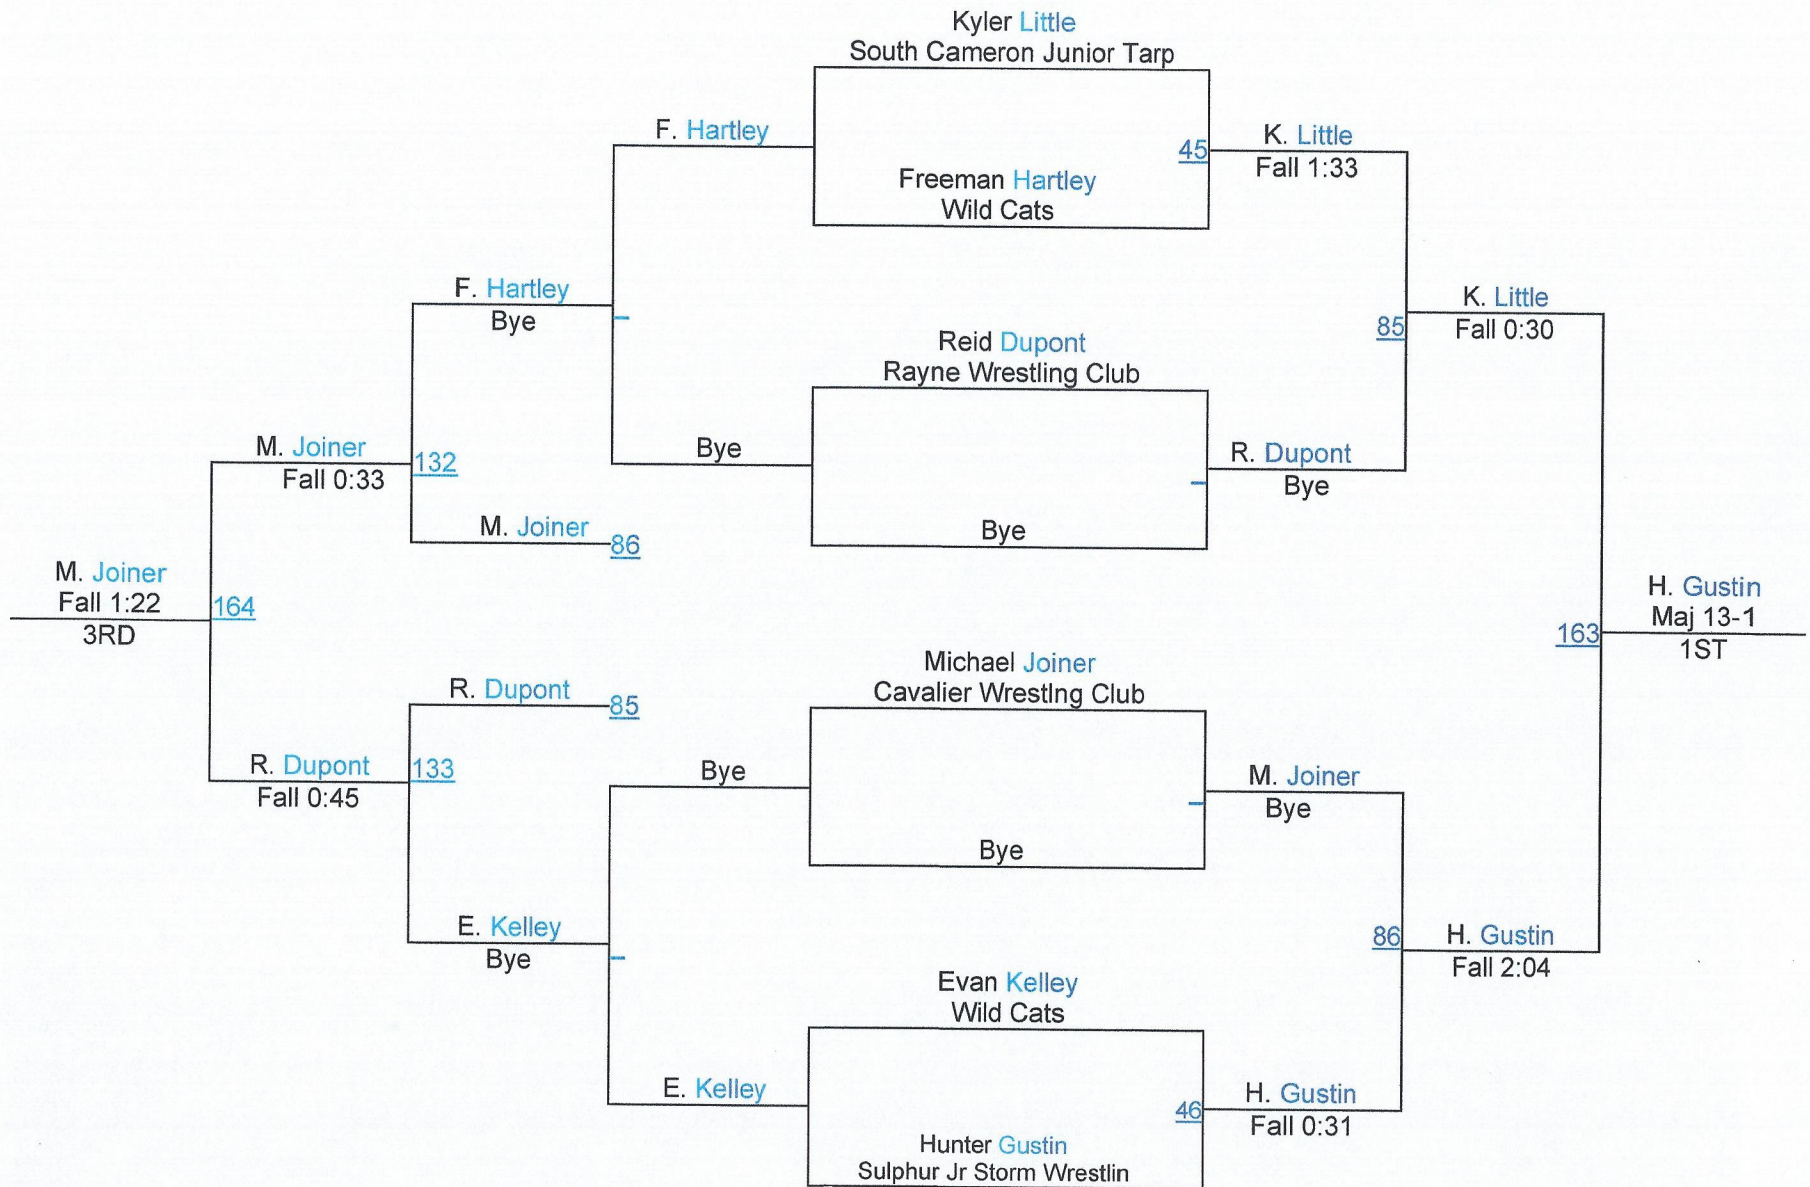 Kyler Little
South Cameron Junior Tarp
F. Hartley
45
K. Little
Fall 1:33
Freeman Hartley
Wild Cats
F. Hartley
Bye
K. Little
Fall 0:30
85
Reid Dupont
Rayne Wrestling Club
M. Joiner
Fall 0:33
132
Bye
R. Dupont
Bye
M. Joiner
86
Bye
M. Joiner
Fall 1:22
3RD
164
H. Gustin
Maj 13-1
1ST
163
Michael Joiner
Cavalier Wrestlng Club
R. Dupont
85
R. Dupont
Fall 0:45
133
Bye
M. Joiner
Bye
Bye
E. Kelley
Bye
86
H. Gustin
Fall 2:04
Evan Kelley
Wild Cats
E. Kelley
46
H. Gustin
Fall 0:31
Hunter Gustin
Sulphur Jr Storm Wrestlin